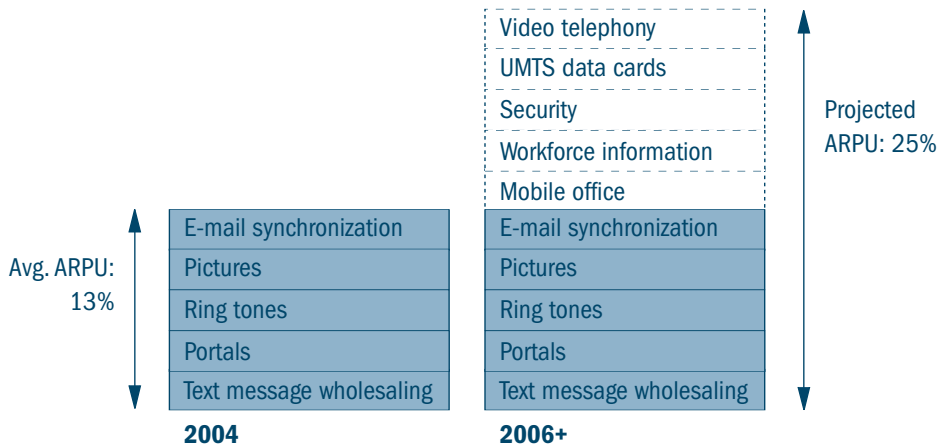 Video telephony
UMTS data cards
Security
Workforce information
Mobile office
Projected
ARPU: 25%
Avg. ARPU:
13%
E-mail synchronization
Pictures
Ring tones
Portals
Text message wholesaling
2004
E-mail synchronization
Pictures
Ring tones
Portals
Text message wholesaling
2006+